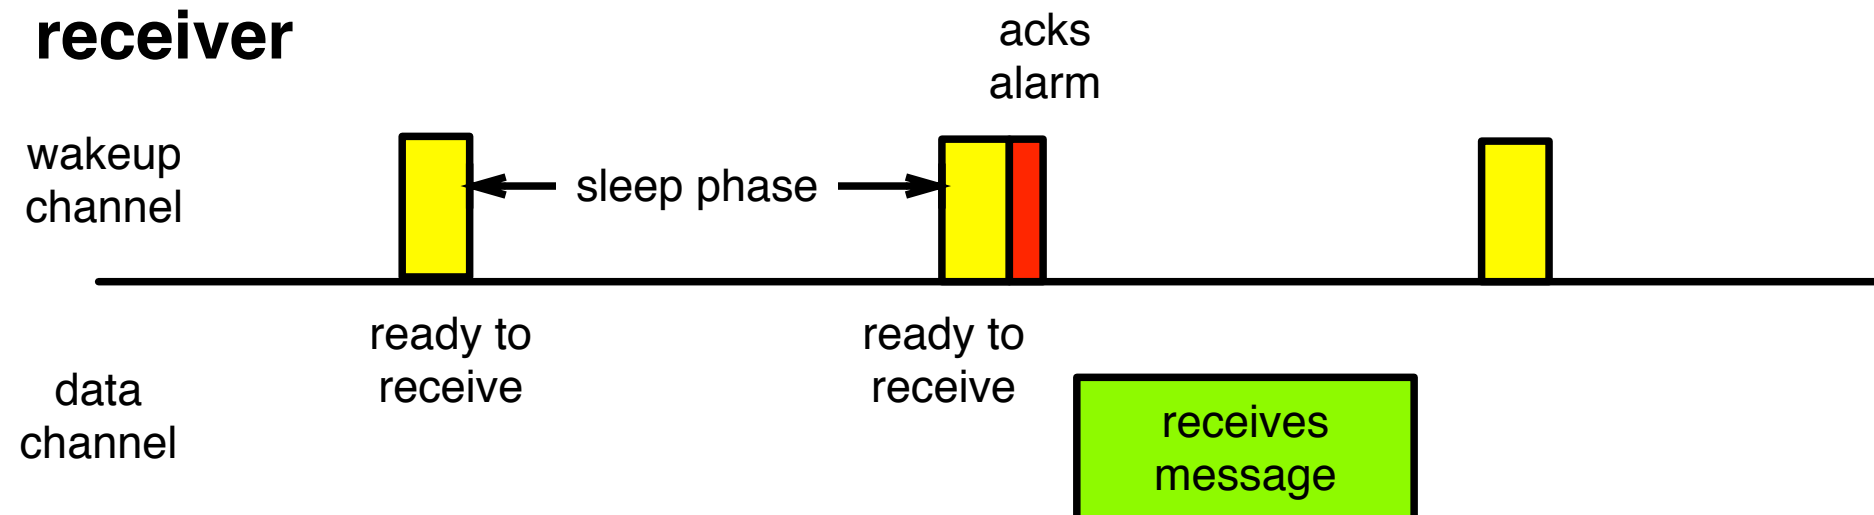 receiver
acks
alarm
wakeup
channel
sleep phase
ready to
receive
ready to
receive
data
channel
receives
message